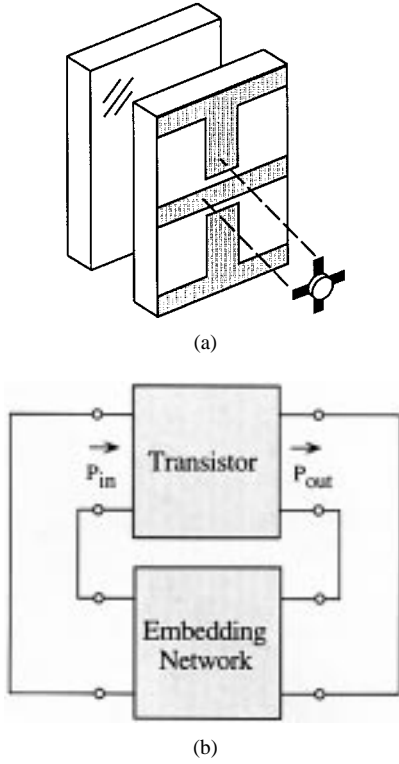 (a)
Transistor
P_in
P_out
Embedding
Network
(b)